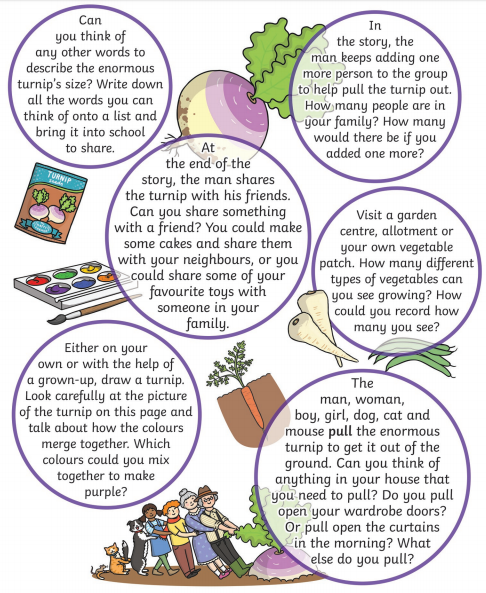 Can
you think of
any other words to
describe the enormous
turnip's size? Write down
all the words you can
think of onto a list and
bring it into school
to share.
In
the story, the
man keeps adding one
more person to the group
to help pull the turnip out.
How many people are in
your family? How many
would there be if you
added one more?
At
the end of the
story, the man shares
the turnip with his friends.
Can you share something
with a friend? You could make
some cakes and share them
with your neighbours, or you
could share some of your
favourite toys with
someone in your
family.
TURNIP
Visit a garden
centre, allotment or
your own vegetable
patch. How many different
types of vegetables can
you see growing? How
could you record how
many you see?
Either on your
own or with the help of
a grown-up, draw a turnip.
Look carefully at the picture
of the turnip on this page and
talk about how the colours
merge together. Which
colours could you mix
together to make
purple?
The
man, woman,
boy, girl, dog, cat and
mouse pull the enormous
turnip to get it out of the
ground. Can you think of
anything in your house that
you need to pull? Do you pull
open your wardrobe doors?
Or pull open the curtains
in the morning? What
else do you pull?